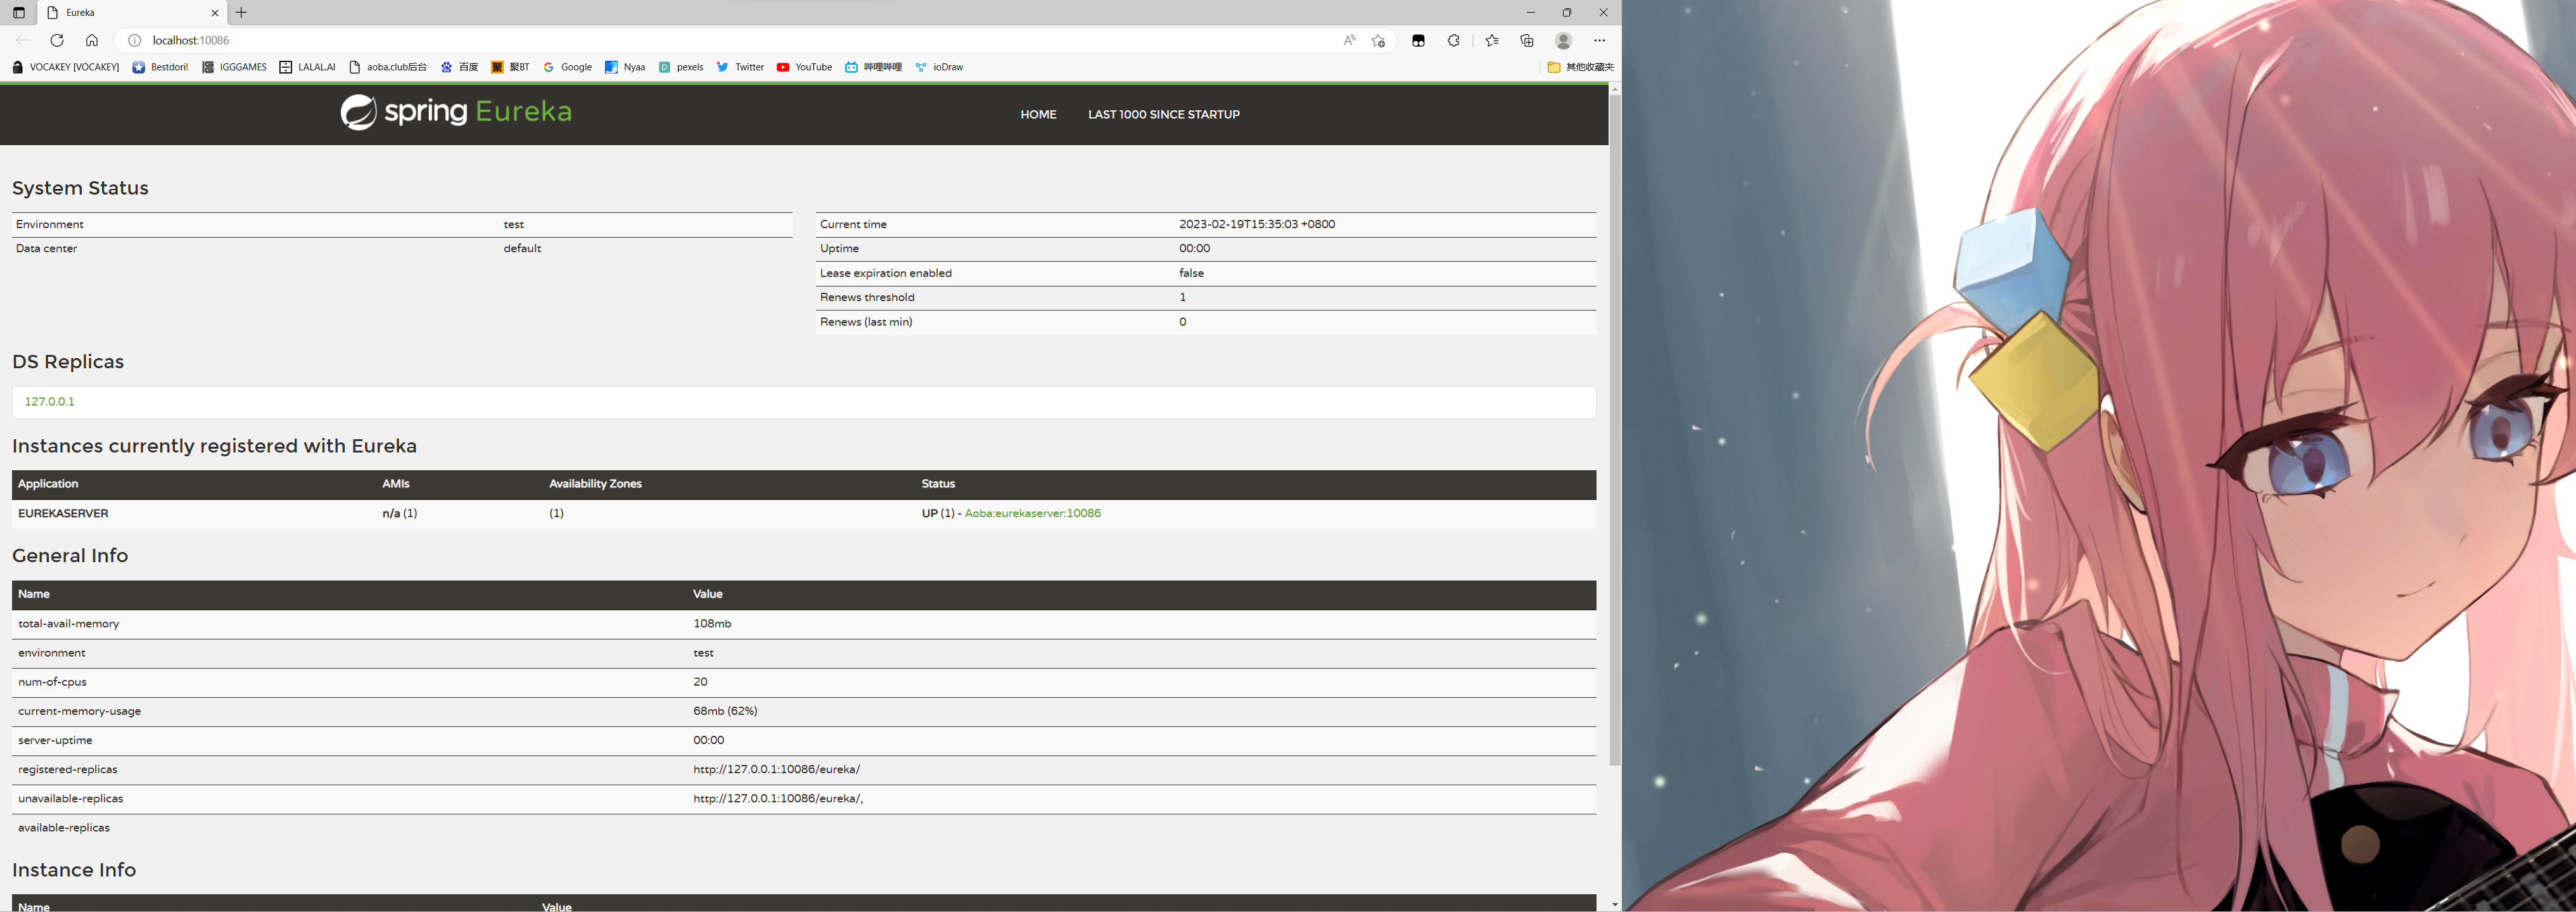 Eureka
localhost:10086
VOCAKEY [VOCAKEY] Bestdori! IGGGAMES LALAL.AI aoba.club后台 百度 聚BT Google Nyaa pexels Twitter YouTube 哔哩哔哩 ioDraw 其他收藏夹
spring Eureka HOME LAST 1000 SINCE STARTUP
System Status
Environment test
Data center default
Current time 2023-02-19T15:35:03 +0800
Uptime 00:00
Lease expiration enabled false
Renews threshold 1
Renews (last min) 0
DS Replicas
127.0.0.1
Instances currently registered with Eureka
Application AMIs Availability Zones Status
EUREKASERVER n/a (1) (1) UP (1) - Aoba:eurekaserver:10086
General Info
Name Value
total-avail-memory 108mb
environment test
num-of-cpus 20
current-memory-usage 68mb (62%)
server-uptime 00:00
registered-replicas http://127.0.0.1:10086/eureka/
unavailable-replicas http://127.0.0.1:10086/eureka/,
available-replicas
Instance Info
Name Value